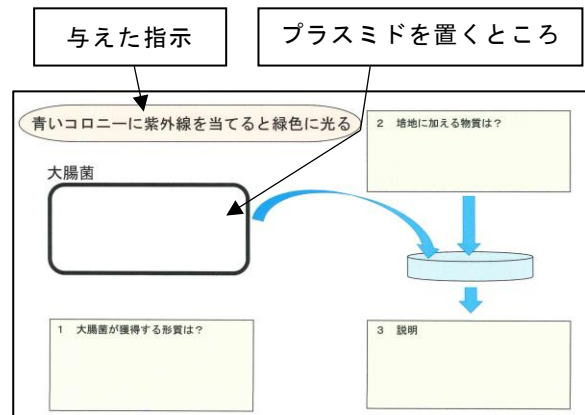 与えた指示
プラスミドを置くところ
青いコロニーに紫外線を当てると緑色に光る
2 培地に加える物質は?
大腸菌
1 大腸菌が獲得する形質は?
3 説明